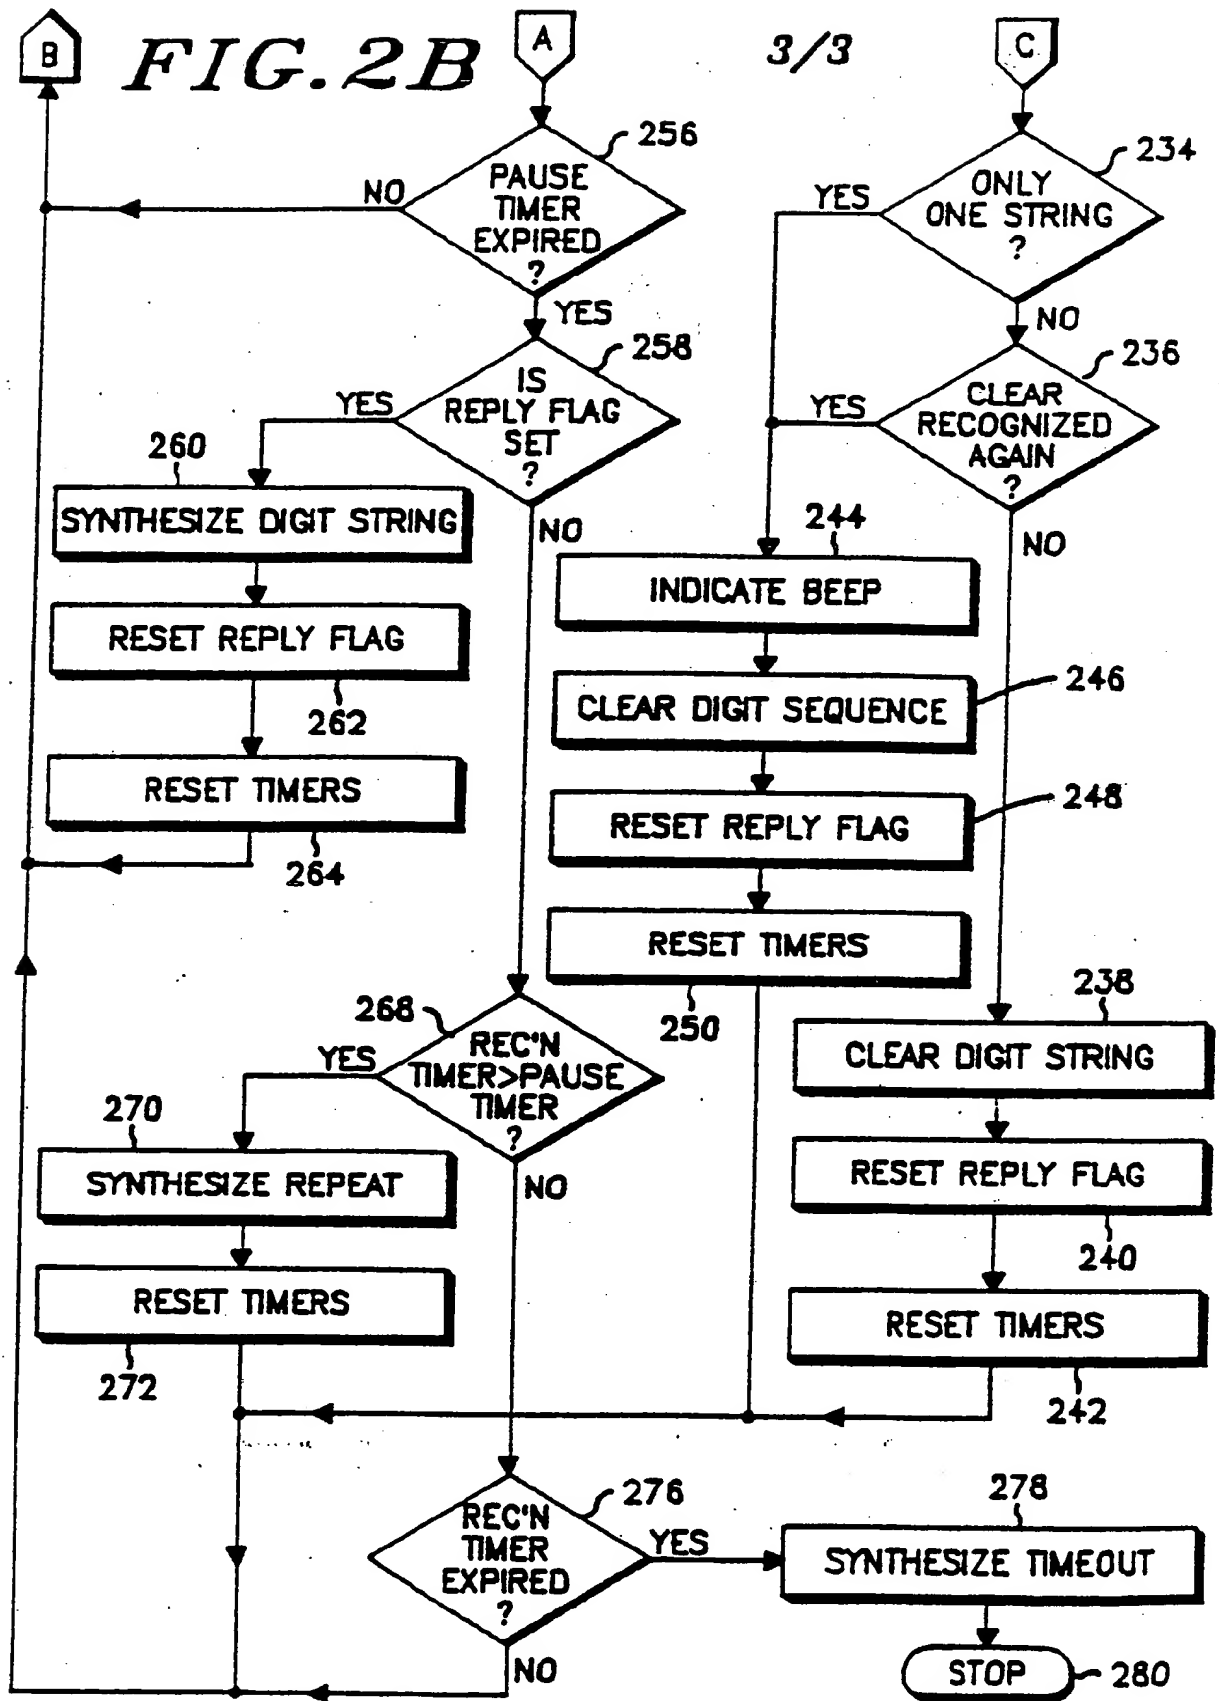 B
FIG. 2B
A
3/3
C
256
PAUSE
TIMER
EXPIRED
?
NO
YES
258
IS
REPLY FLAG
SET
?
YES
NO
260
SYNTHESIZE DIGIT STRING
RESET REPLY FLAG
262
RESET TIMERS
264
234
ONLY
ONE STRING
?
YES
NO
236
CLEAR
RECOGNIZED
AGAIN
?
YES
NO
244
INDICATE BEEP
CLEAR DIGIT SEQUENCE
246
RESET REPLY FLAG
248
RESET TIMERS
250
238
CLEAR DIGIT STRING
RESET REPLY FLAG
240
RESET TIMERS
242
268
REC'N
TIMER>PAUSE
TIMER
?
YES
NO
270
SYNTHESIZE REPEAT
RESET TIMERS
272
276
REC'N
TIMER
EXPIRED
?
YES
NO
278
SYNTHESIZE TIMEOUT
STOP
280